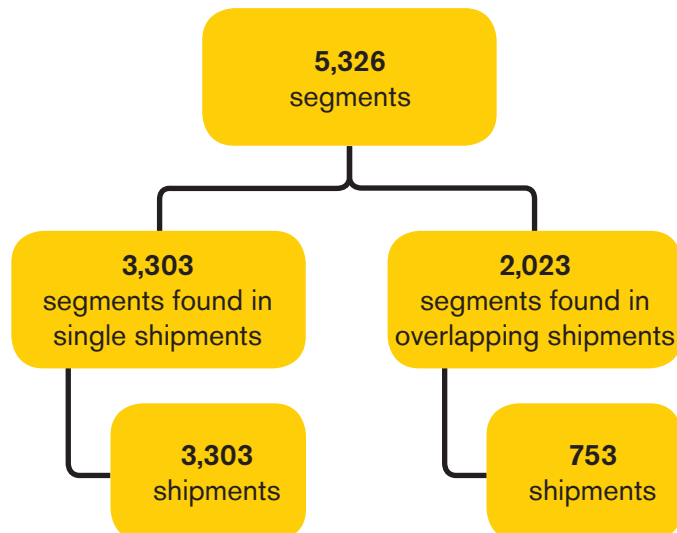 5,326
segments
3,303
segments found in
single shipments
2,023
segments found in
overlapping shipments
3,303
shipments
753
shipments